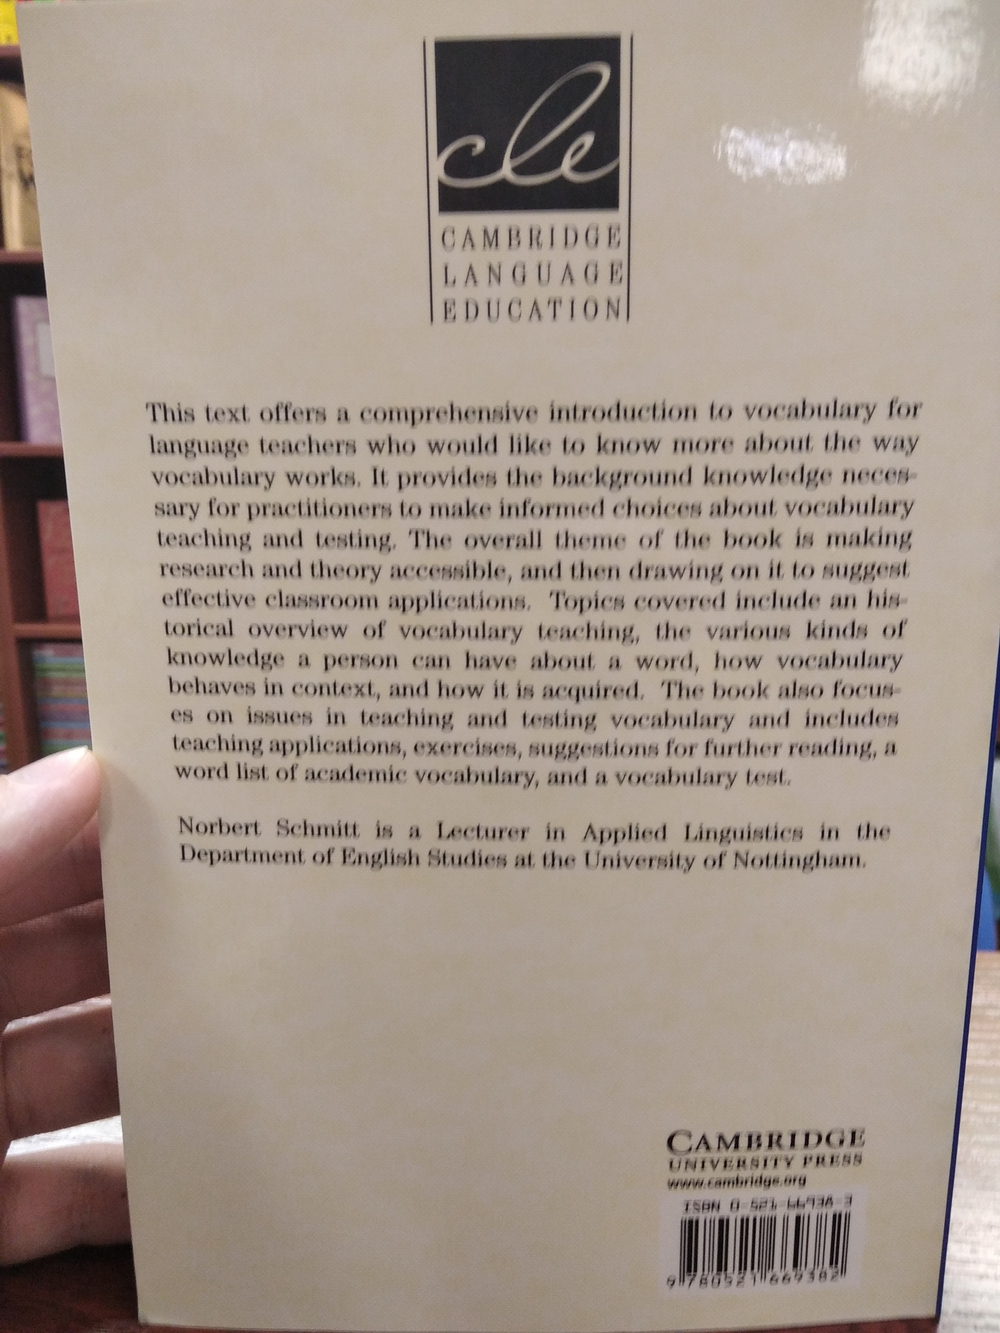 cle
CAMBRIDGE
LANGUAGE
EDUCATION
This text offers a comprehensive introduction to vocabulary for
language teachers who would like to know more about the way
vocabulary works. It provides the background knowledge neces-
sary for practitioners to make informed choices about vocabulary
teaching and testing. The overall theme of the book is making
research and theory accessible, and then drawing on it to suggest
effective classroom applications. Topics covered include an his-
torical overview of vocabulary teaching, the various kinds of
knowledge a person can have about a word, how vocabulary
behaves in context, and how it is acquired. The book also focus-
es on issues in teaching and testing vocabulary and includes
teaching applications, exercises, suggestions for further reading, a
word list of academic vocabulary, and a vocabulary test.
Norbert Schmitt is a Lecturer in Applied Linguistics in the
Department of English Studies at the University of Nottingham.
CAMBRIDGE
UNIVERSITY PRESS
www.cambridge.org
ISBN 0-521-66938-3
9 780521 669382